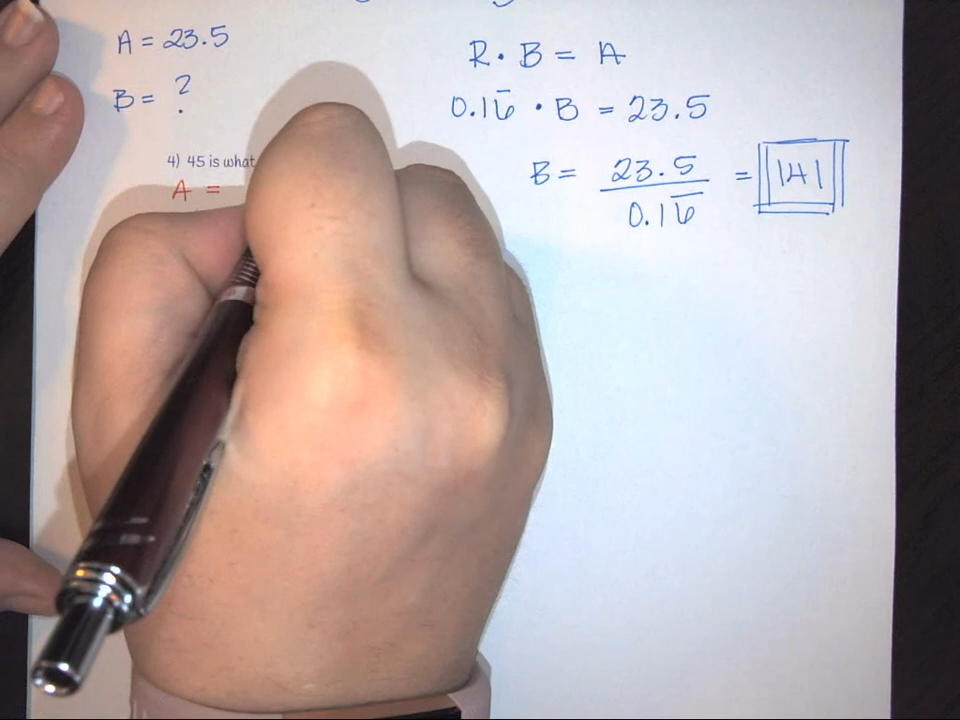 A = 23.5
B = ?
4) 45 is what
A =
R · B = A
0.16̅ · B = 23.5
B = 23.5 / 0.16̅ = 141